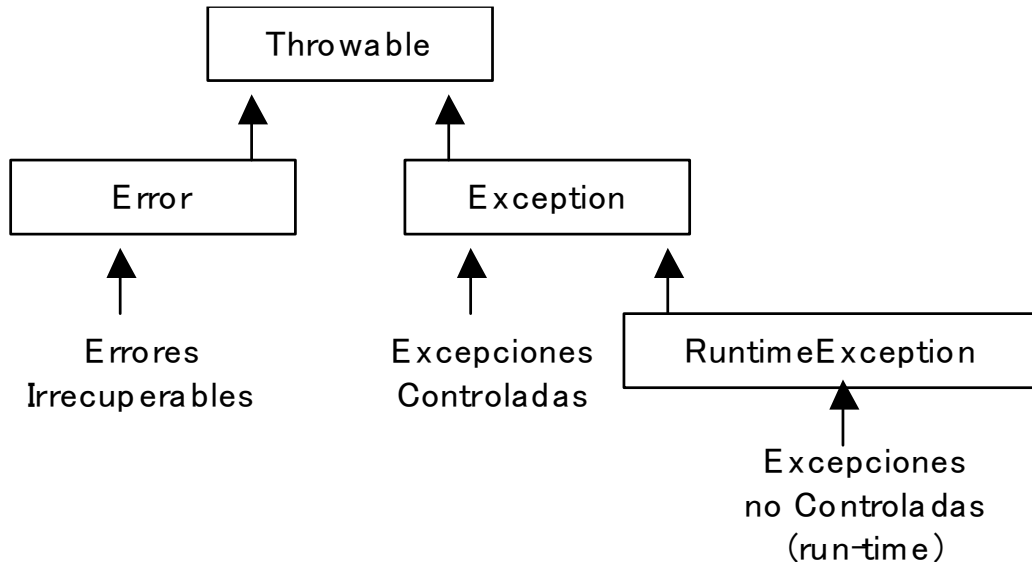 Throwable
Error
Exception
Errores
Irrecuperables
Excepciones
Controladas
RuntimeException
Excepciones
no Controladas
(run-time)